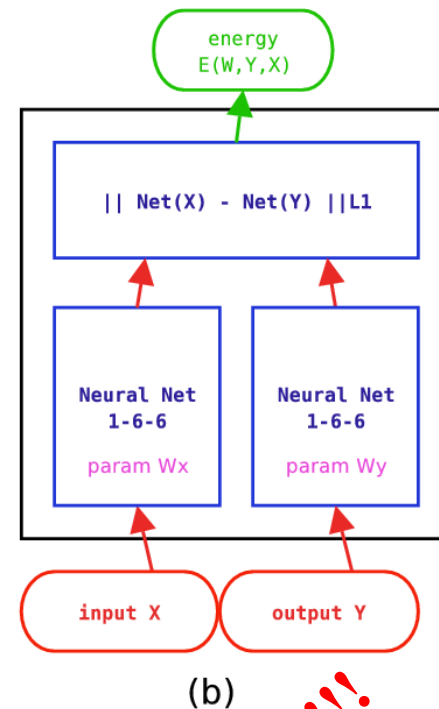 energy
E(W,Y,X)
|| Net(X) - Net(Y) ||L1
Neural Net
1-6-6
param Wx
Neural Net
1-6-6
param Wy
input X
output Y
(b)
!!!